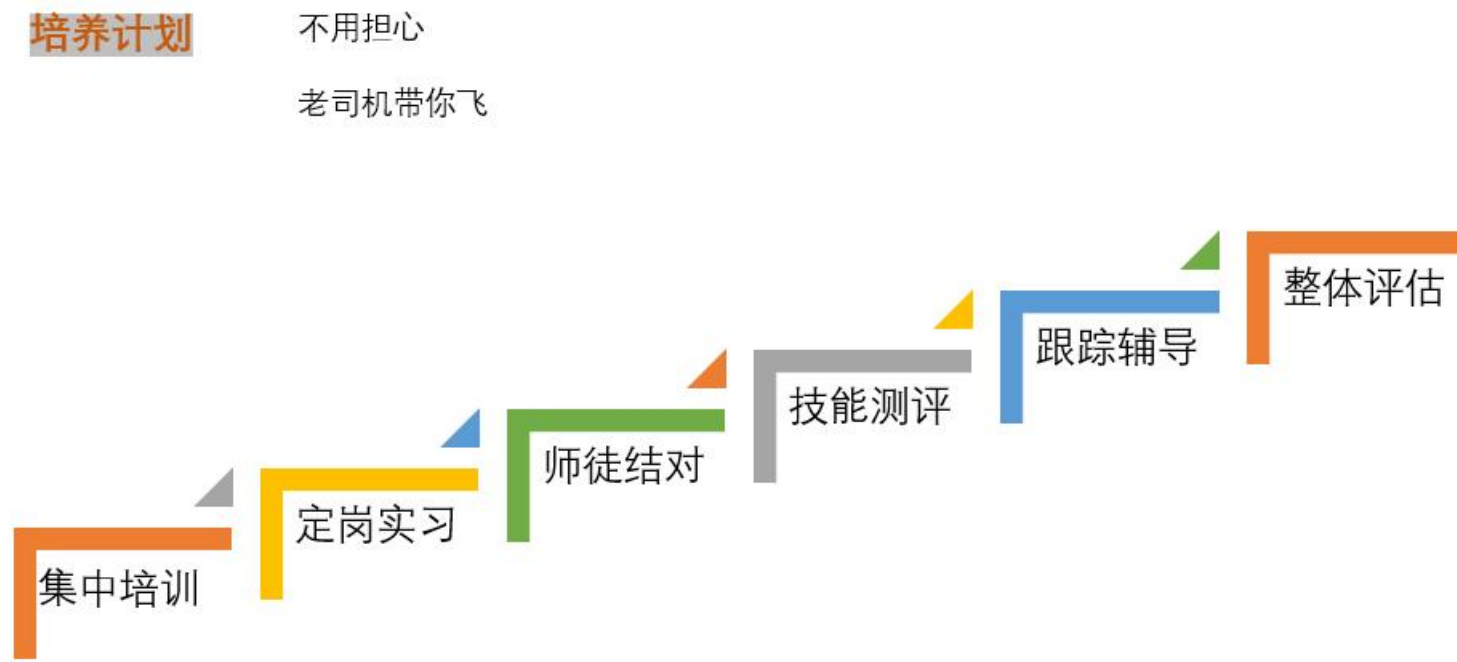 培养计划
不用担心
老司机带你飞
集中培训
定岗实习
师徒结对
技能测评
跟踪辅导
整体评估